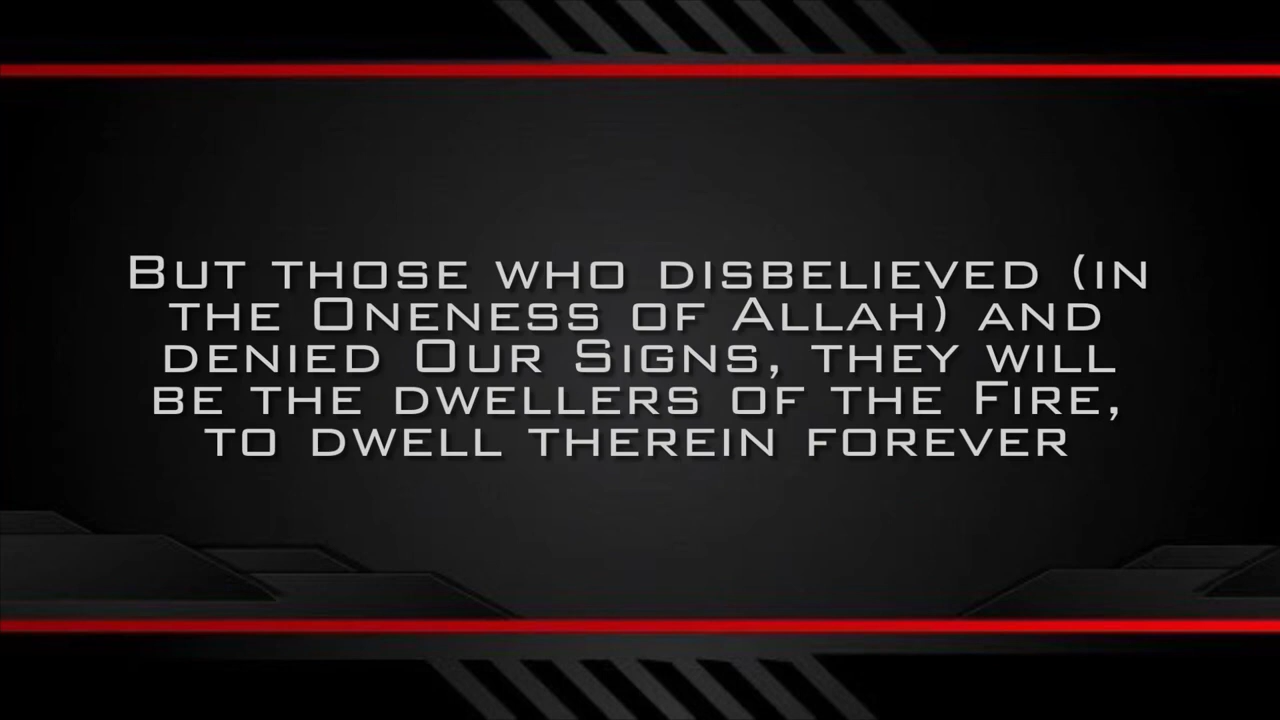 But those who disbelieved (in
the Oneness of Allah) and
denied Our Signs, they will
be the dwellers of the Fire,
to dwell therein forever